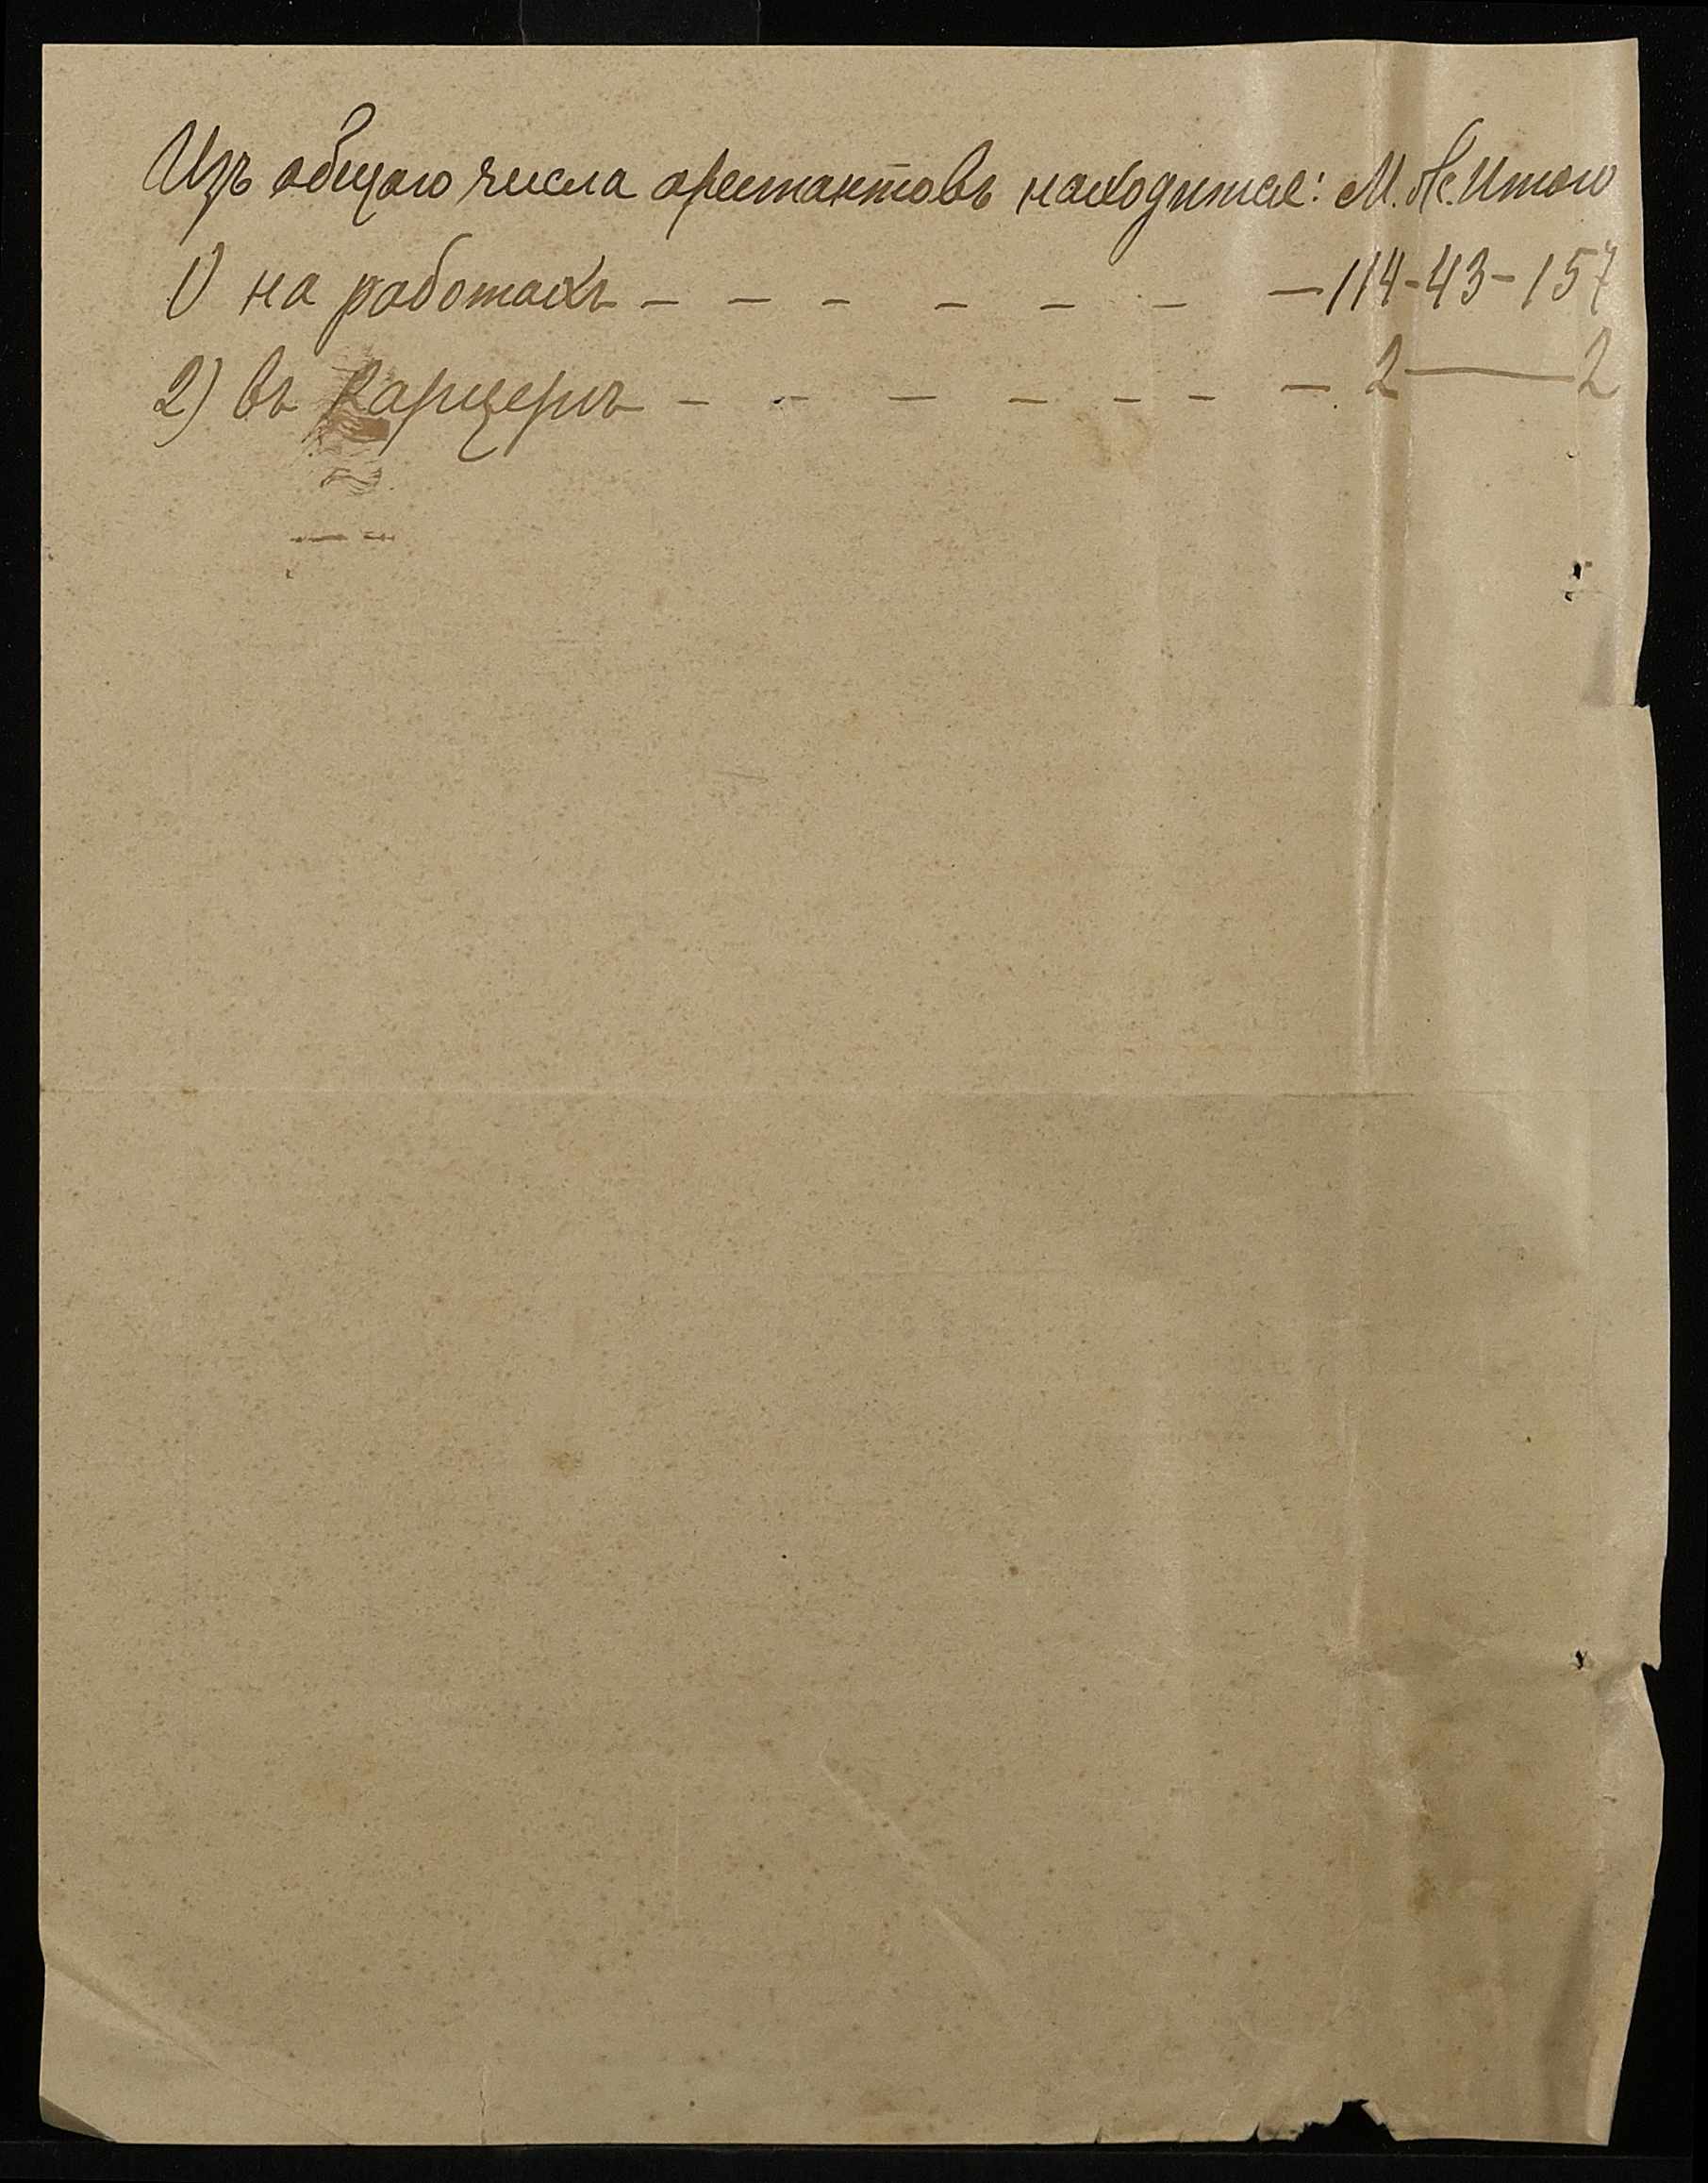 Изъ общаго числа арестантовъ находится: М. Ж. Итого
1) на работахъ — — — — — — — 114 - 43 - 157
2) въ карцерѣ — — — — — — — 2 — 2